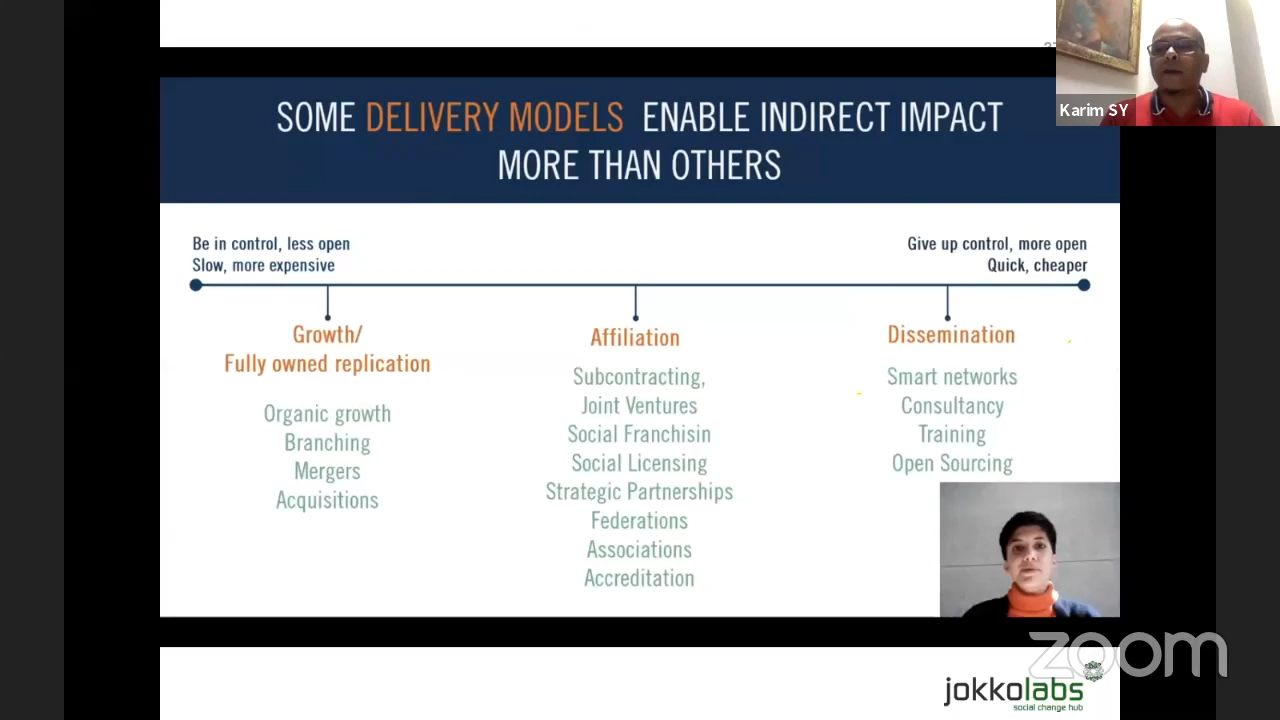 Karim SY
SOME DELIVERY MODELS ENABLE INDIRECT IMPACT
MORE THAN OTHERS
Be in control, less open
Slow, more expensive
Give up control, more open
Quick, cheaper
Growth/
Fully owned replication
Organic growth
Branching
Mergers
Acquisitions
Affiliation
Subcontracting,
Joint Ventures
Social Franchisin
Social Licensing
Strategic Partnerships
Federations
Associations
Accreditation
Dissemination
Smart networks
Consultancy
Training
Open Sourcing
zoom
jokkolabs
social change hub